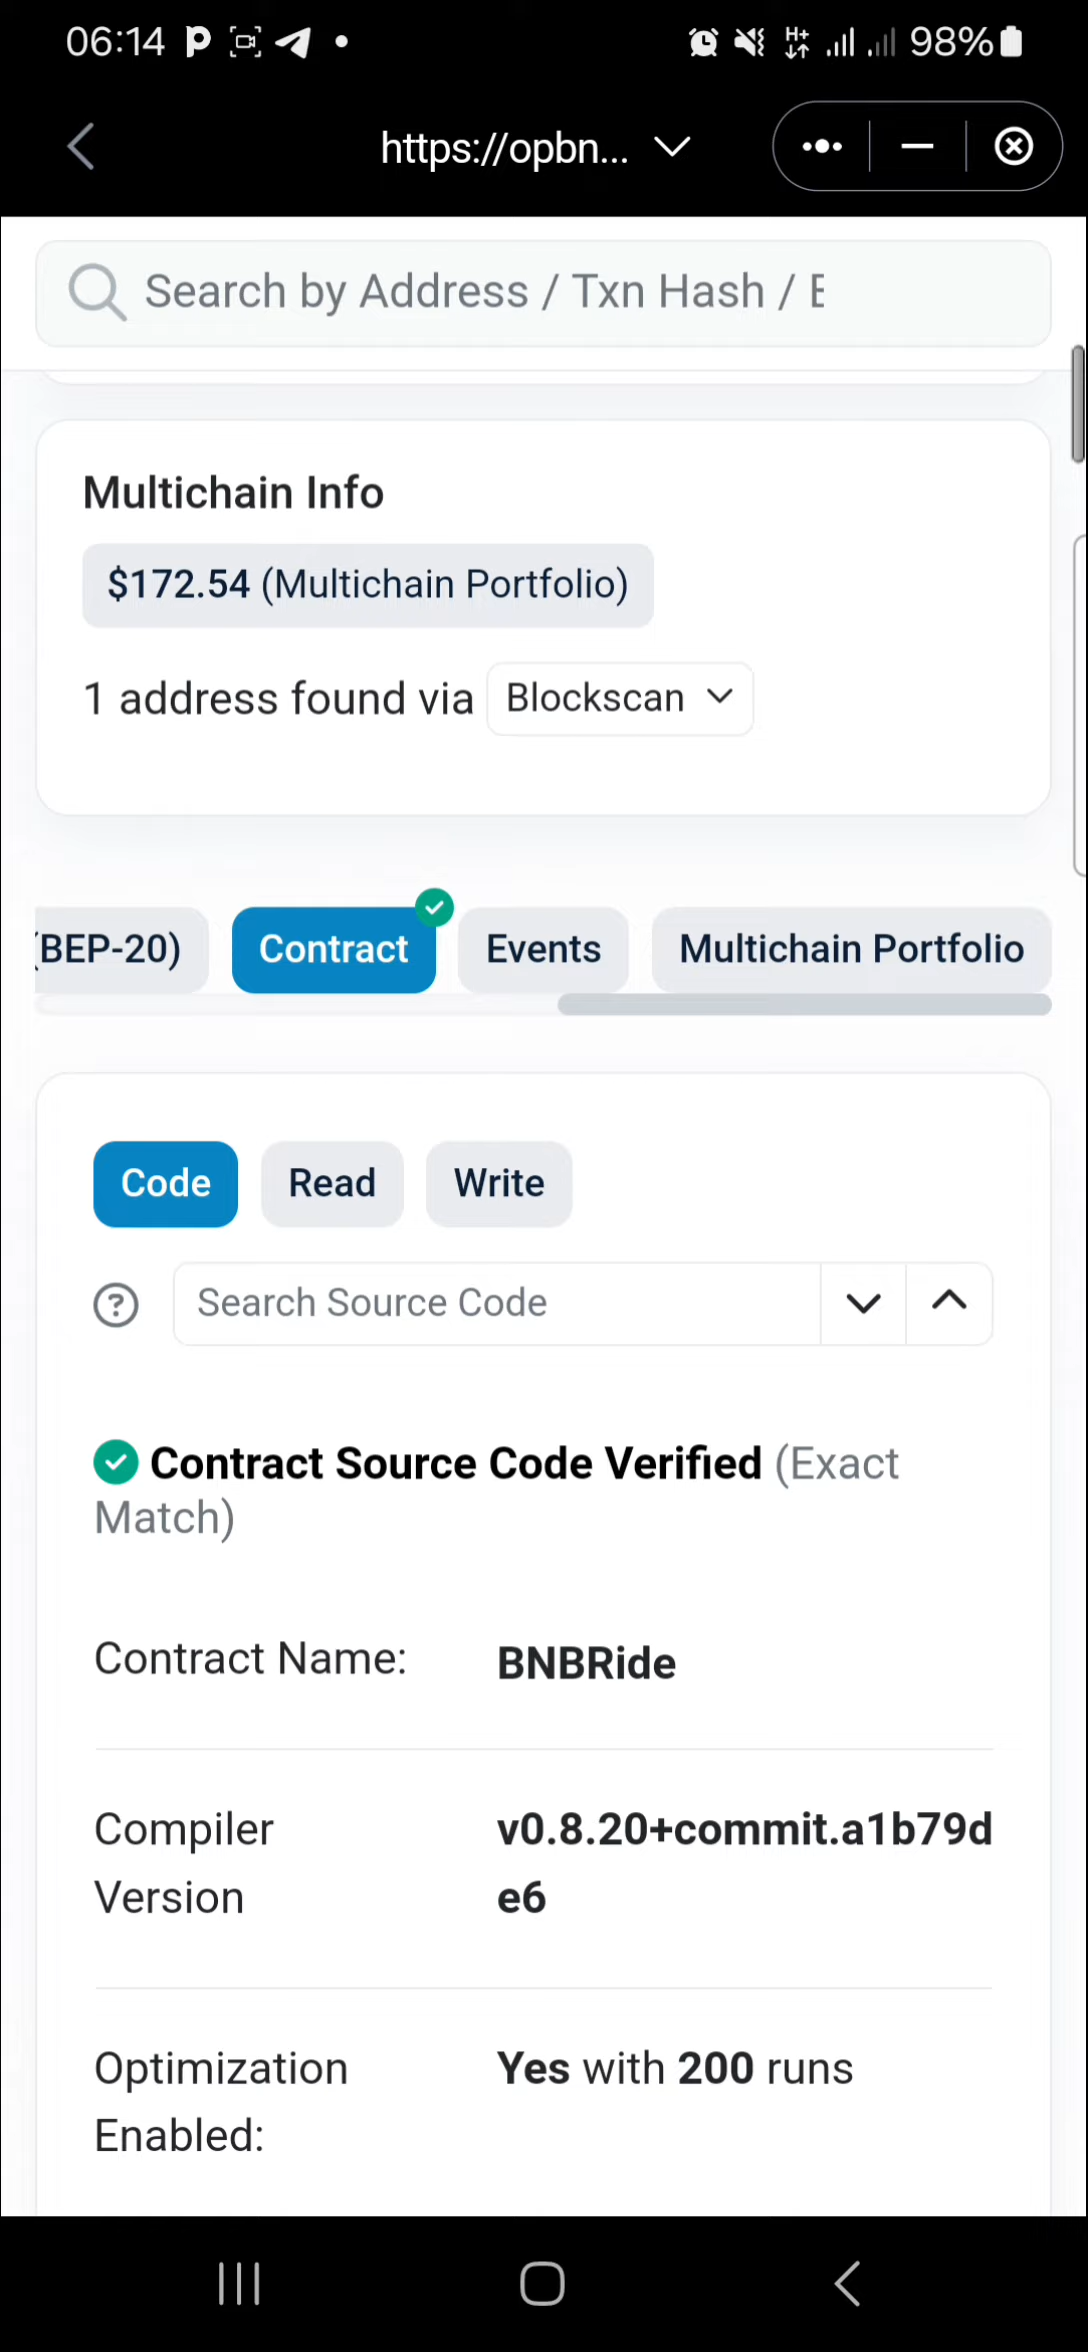 06:14
H+
98%
https://opbn...
Search by Address / Txn Hash / E
Multichain Info
$172.54 (Multichain Portfolio)
1 address found via Blockscan
(BEP-20) Contract Events Multichain Portfolio
Code Read Write
Search Source Code
Contract Source Code Verified (Exact
Match)
Contract Name: BNBRide
Compiler v0.8.20+commit.a1b79d
Version e6
Optimization Yes with 200 runs
Enabled: